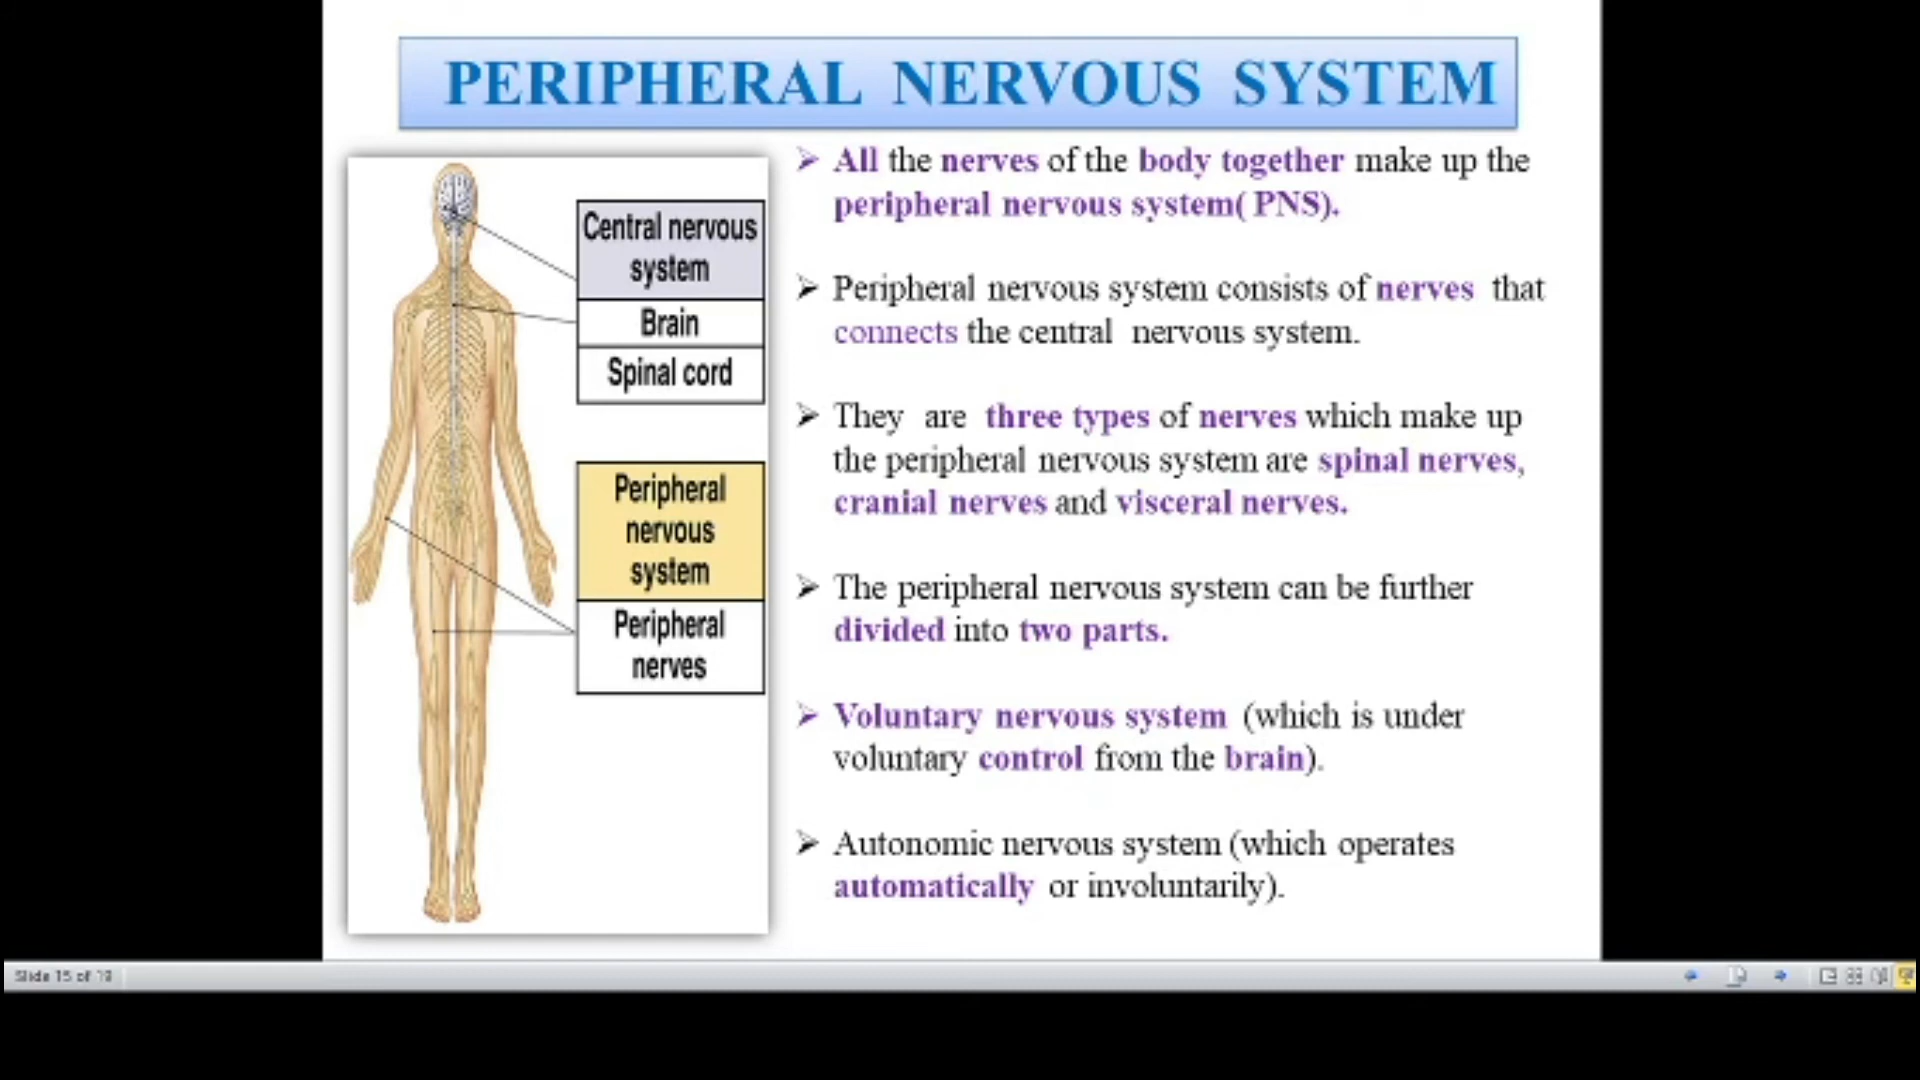 PERIPHERAL NERVOUS SYSTEM
Central nervous
system
Brain
Spinal cord
Peripheral
nervous
system
Peripheral
nerves
➢ All the nerves of the body together make up the
peripheral nervous system( PNS).
➢ Peripheral nervous system consists of nerves that
connects the central nervous system.
➢ They are three types of nerves which make up
the peripheral nervous system are spinal nerves,
cranial nerves and visceral nerves.
➢ The peripheral nervous system can be further
divided into two parts.
➢ Voluntary nervous system (which is under
voluntary control from the brain).
➢ Autonomic nervous system (which operates
automatically or involuntarily).
Slide 15 of 19